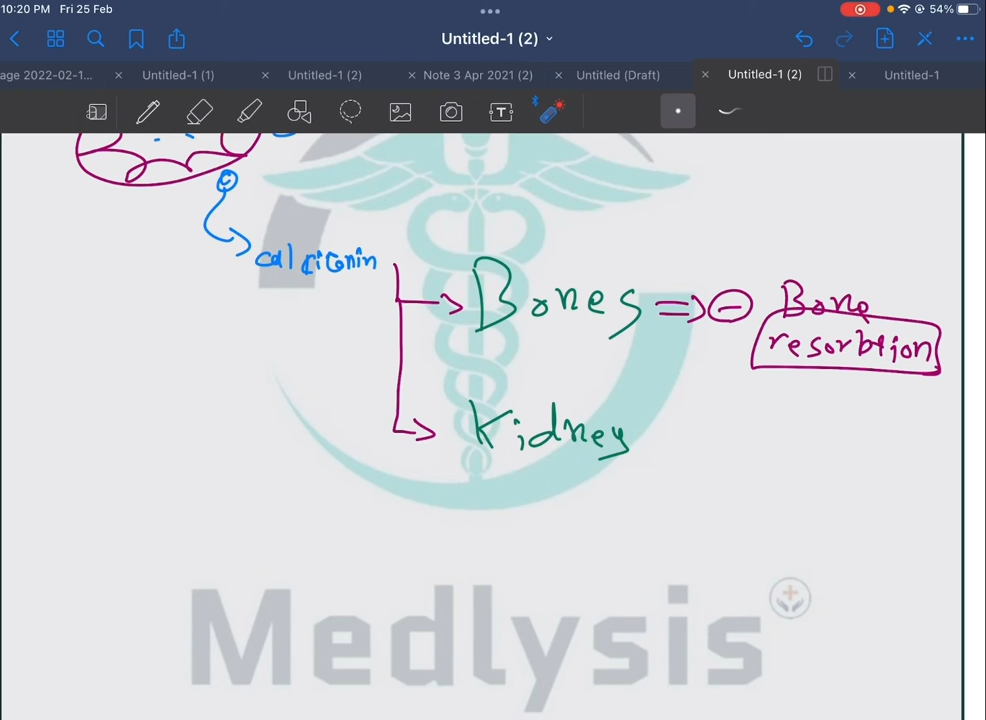 10:20 PM Fri 25 Feb
54%
Untitled-1 (2)
age 2022-02-1...
Untitled-1 (1)
Untitled-1 (2)
Note 3 Apr 2021 (2)
Untitled (Draft)
Untitled-1 (2)
Untitled-1
T
C
Bones ⇒ ⊖ Bone
resorbtion
Kidney
Medlysis